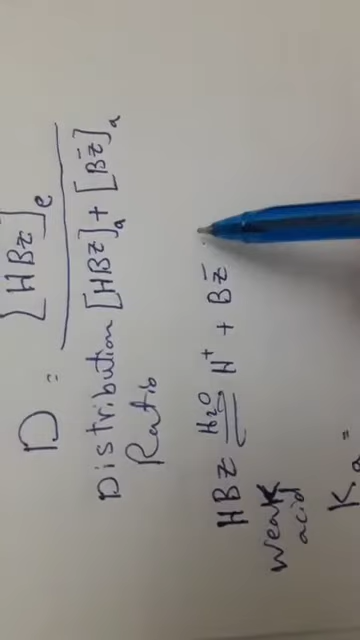 D = [HBz]e / [HBz]a + [Bz̄]a
Distribution
Ratio
HBz ⇌ H⁺ + Bz̄
H₂O
Weak
acid
Ka =